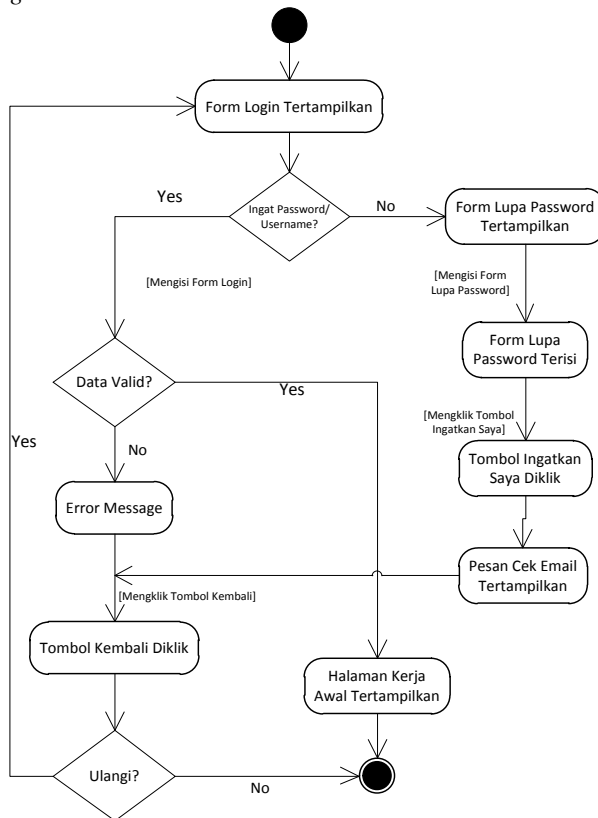 Form Login Tertampilkan
Yes
Ingat Password/
Username?
No
Form Lupa Password
Tertampilkan
[Mengisi Form Login]
[Mengisi Form
Lupa Password]
Form Lupa
Password Terisi
Data Valid?
Yes
Yes
[Mengklik Tombol
Ingatkan Saya]
No
Tombol Ingatkan
Saya Diklik
Error Message
Pesan Cek Email
Tertampilkan
[Mengklik Tombol Kembali]
Tombol Kembali Diklik
Halaman Kerja
Awal Tertampilkan
Ulangi?
No